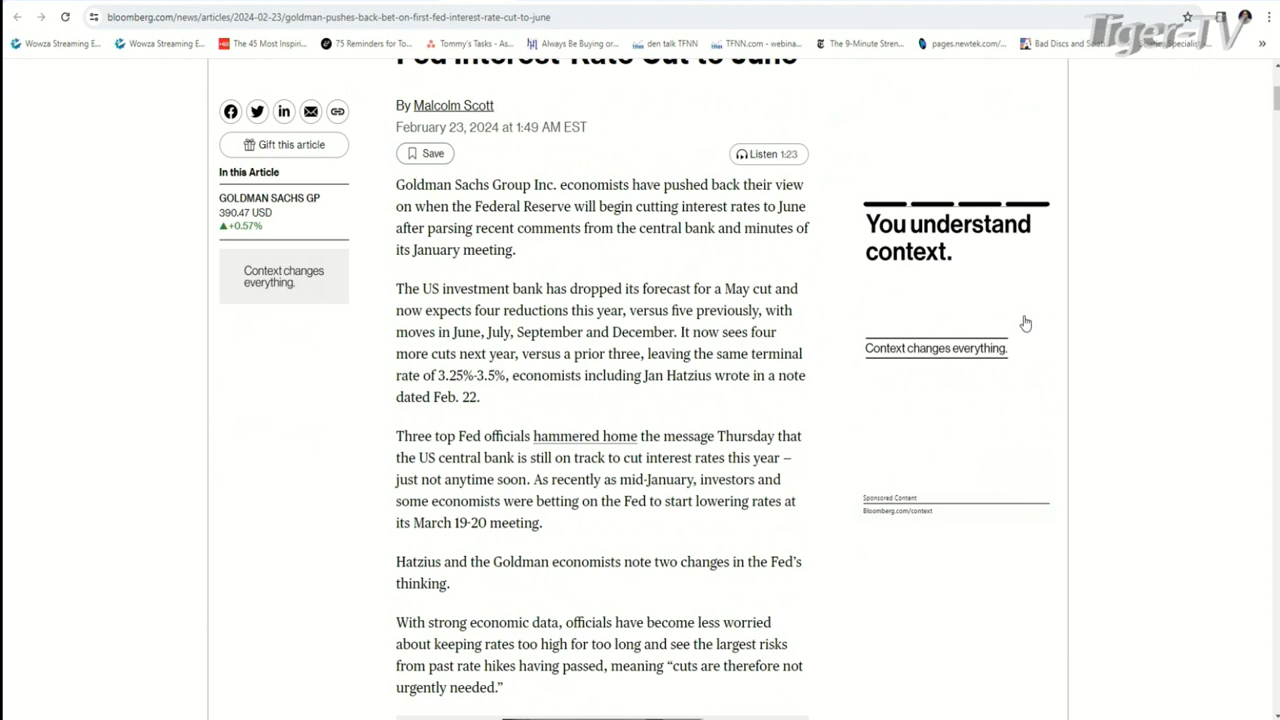 bloomberg.com/news/articles/2024-02-23/goldman-pushes-back-bet-on-first-fed-interest-rate-cut-to-june
Tiger-TV
Wowza Streaming E...
Wowza Streaming E...
The 45 Most Inspiri...
75 Reminders for To...
Tommy's Tasks - As...
Always Be Buying or...
den talk TFNN
TFNN.com - webina...
The 9-Minute Stren...
pages.newtek.com/...
Bad Discs and
Specialis
Fed Interest-Rate Cut to June
By Malcolm Scott
February 23, 2024 at 1:49 AM EST
Gift this article
Save
Listen 1:23
In this Article
GOLDMAN SACHS GP
390.47 USD
▲+0.57%
Context changes
everything.
Goldman Sachs Group Inc. economists have pushed back their view
on when the Federal Reserve will begin cutting interest rates to June
after parsing recent comments from the central bank and minutes of
its January meeting.
The US investment bank has dropped its forecast for a May cut and
now expects four reductions this year, versus five previously, with
moves in June, July, September and December. It now sees four
more cuts next year, versus a prior three, leaving the same terminal
rate of 3.25%-3.5%, economists including Jan Hatzius wrote in a note
dated Feb. 22.
Three top Fed officials hammered home the message Thursday that
the US central bank is still on track to cut interest rates this year –
just not anytime soon. As recently as mid-January, investors and
some economists were betting on the Fed to start lowering rates at
its March 19-20 meeting.
Hatzius and the Goldman economists note two changes in the Fed's
thinking.
With strong economic data, officials have become less worried
about keeping rates too high for too long and see the largest risks
from past rate hikes having passed, meaning “cuts are therefore not
urgently needed.”
You understand
context.
Context changes everything.
Sponsored Content
Bloomberg.com/context